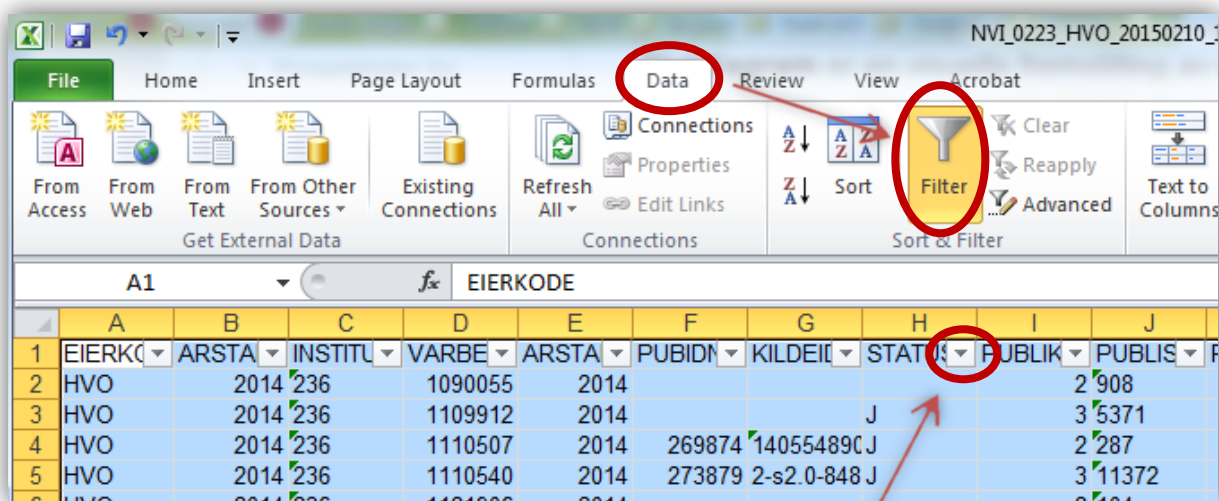 NVI_0223_HVO_20150210_1
File Home Insert Page Layout Formulas Data Review View Acrobat
From Access
From Web
From Text
From Other Sources
Existing Connections
Get External Data
Refresh All
Connections
Properties
Edit Links
Connections
Sort
Filter
Clear
Reapply
Advanced
Sort & Filter
Text to Columns
A1 fx EIERKODE
A B C D E F G H I J
1 EIERK( ARSTA INSTITU VARBE ARSTA PUBIDN KILDEID STATUS PUBLIK PUBLIS
2 HVO 2014 236 1090055 2014 2 908
3 HVO 2014 236 1109912 2014 J 3 5371
4 HVO 2014 236 1110507 2014 269874 140554890 J 2 287
5 HVO 2014 236 1110540 2014 273879 2-s2.0-848 J 3 11372